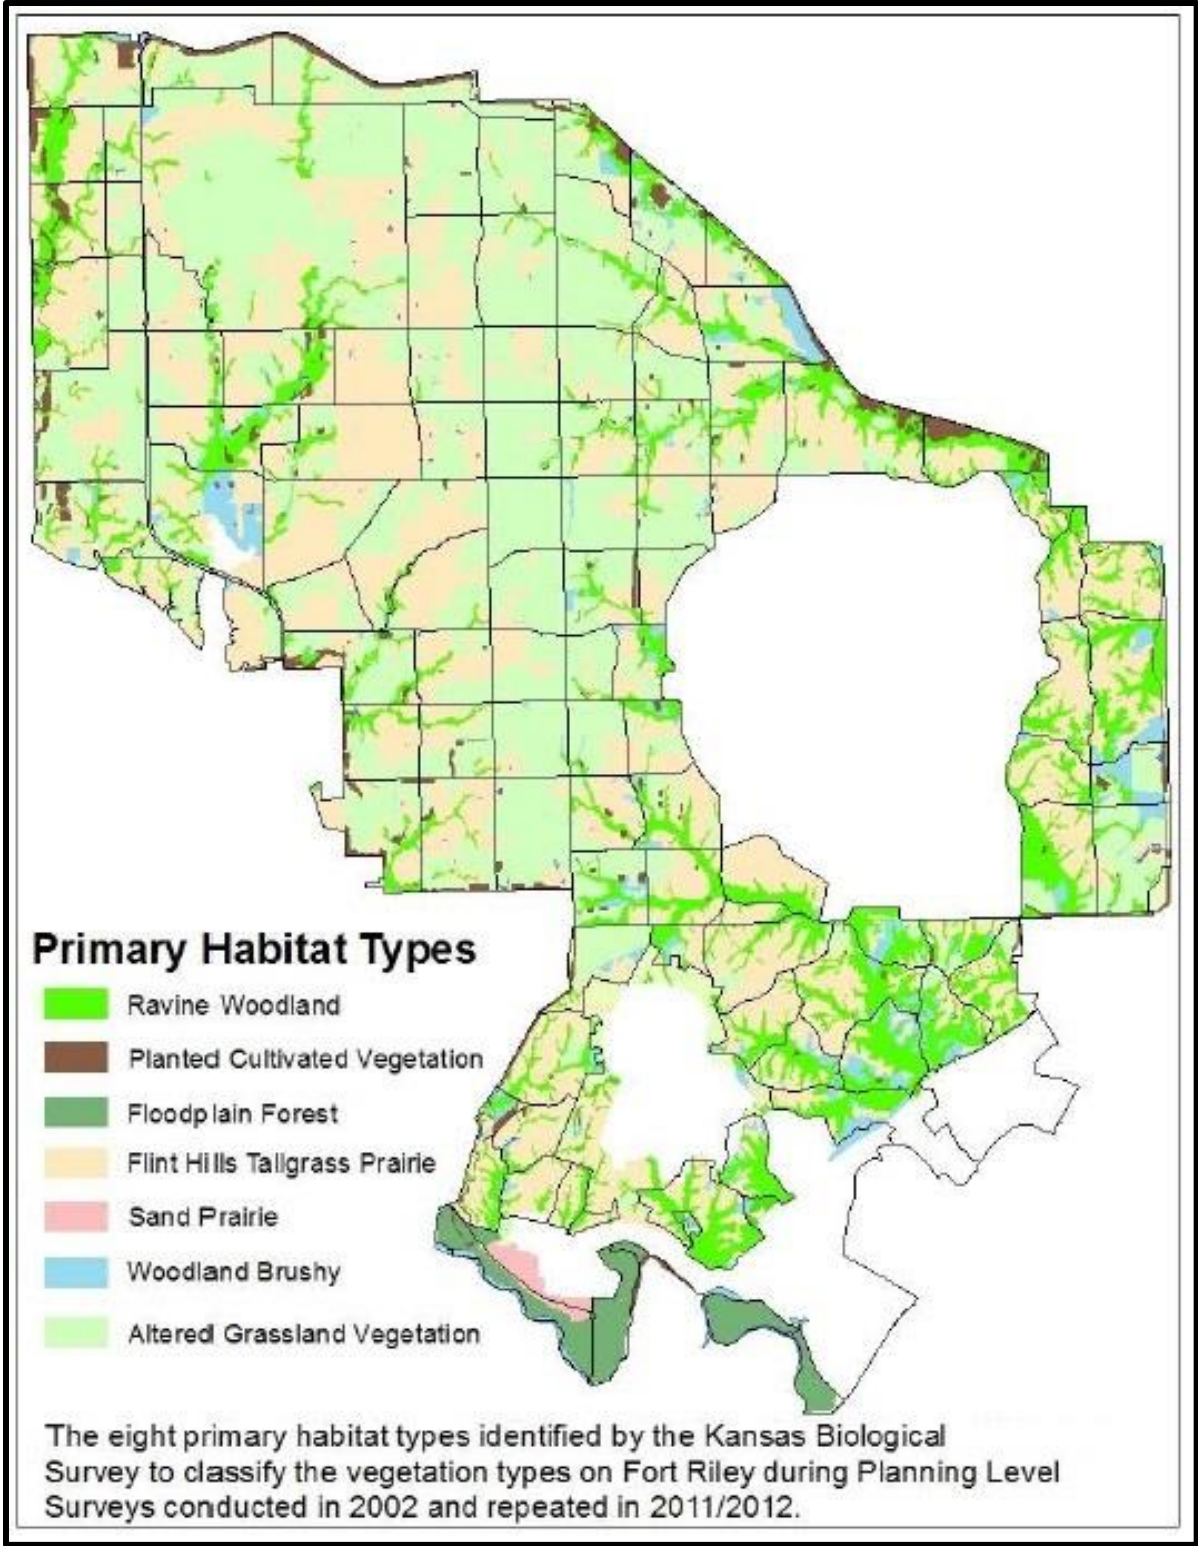 Primary Habitat Types
Ravine Woodland
Planted Cultivated Vegetation
Floodplain Forest
Flint Hills Tallgrass Prairie
Sand Prairie
Woodland Brushy
Altered Grassland Vegetation
The eight primary habitat types identified by the Kansas Biological
Survey to classify the vegetation types on Fort Riley during Planning Level
Surveys conducted in 2002 and repeated in 2011/2012.